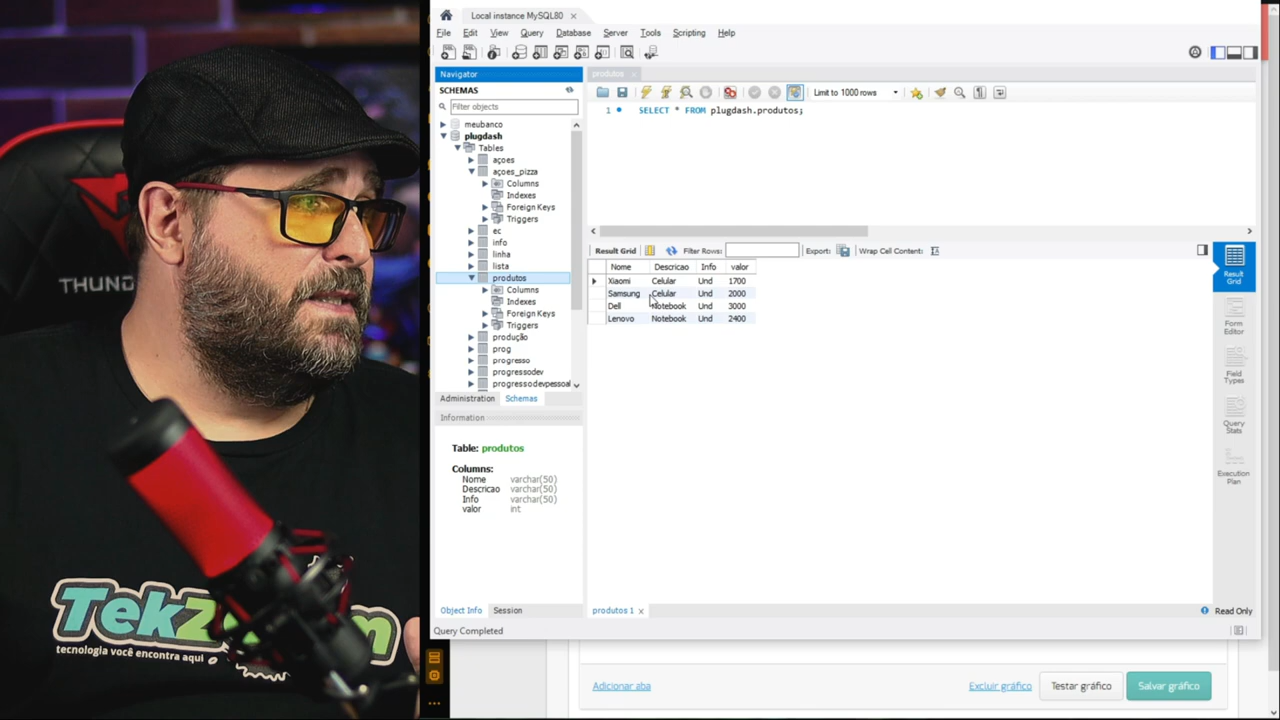 Local instance MySQL80
File Edit View Query Database Server Tools Scripting Help
Navigator
SCHEMAS
Filter objects
meubanco
plugdash
Tables
açoes
açoes_pizza
Columns
Indexes
Foreign Keys
Triggers
ec
info
linha
lista
produtos
Columns
Indexes
Foreign Keys
Triggers
produção
prog
progresso
progressodev
progressodevpessoal
Administration Schemas
Information
Table: produtos
Columns:
Nome varchar(50)
Descricao varchar(50)
Info varchar(50)
valor int
Object Info Session
Query Completed
produtos
Limit to 1000 rows
1 SELECT * FROM plugdash.produtos;
Result Grid Filter Rows: Export: Wrap Cell Content:
Nome Descricao Info valor
Xiaomi Celular Und 1700
Samsung Celular Und 2000
Dell Notebook Und 3000
Lenovo Notebook Und 2400
Result Grid
Form Editor
Field Types
Query Stats
Execution Plan
produtos 1
Read Only
Adicionar aba Excluir gráfico Testar gráfico Salvar gráfico
THUND
tecnologia você encontra aqui